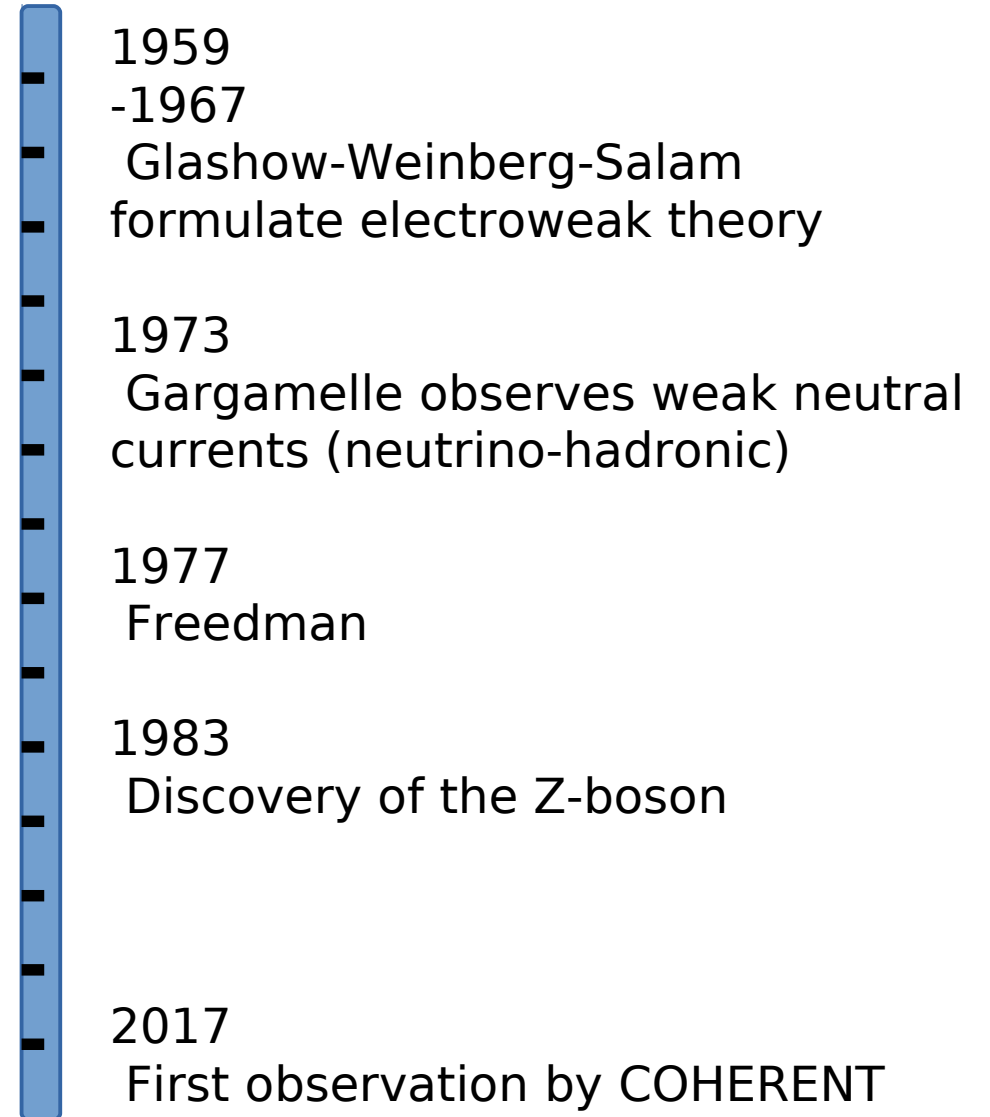 1959
-1967
Glashow-Weinberg-Salam
formulate electroweak theory
1973
Gargamelle observes weak neutral
currents (neutrino-hadronic)
1977
Freedman
1983
Discovery of the Z-boson
2017
First observation by COHERENT